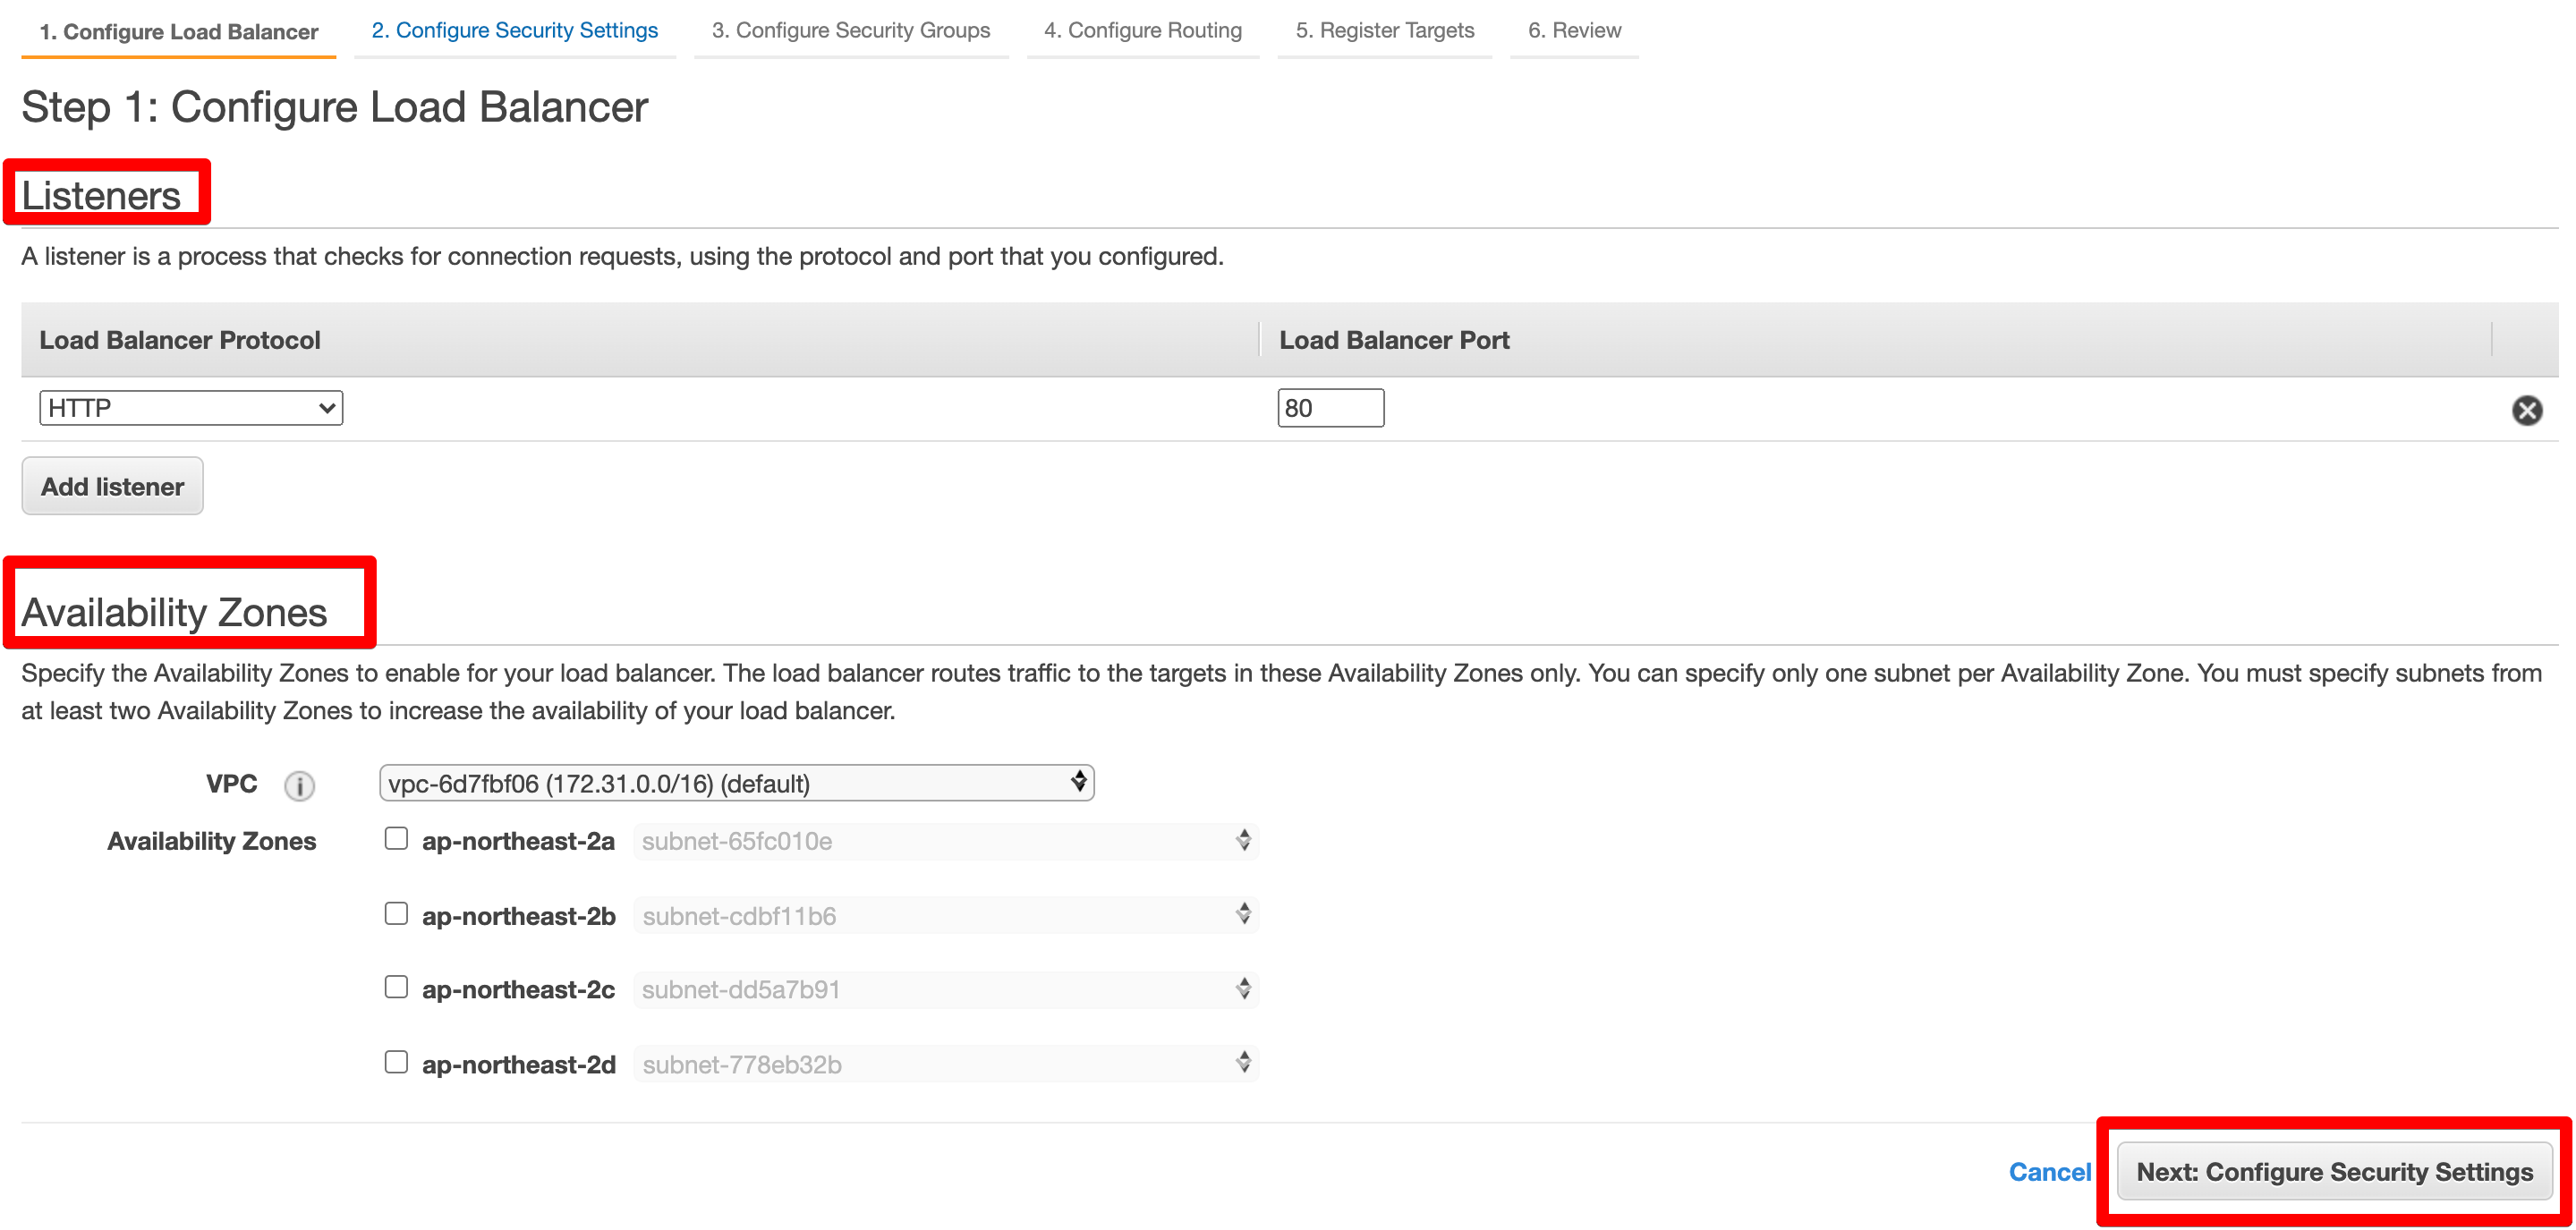 1. Configure Load Balancer 2. Configure Security Settings 3. Configure Security Groups 4. Configure Routing 5. Register Targets 6. Review
Step 1: Configure Load Balancer
Listeners
A listener is a process that checks for connection requests, using the protocol and port that you configured.
Load Balancer Protocol Load Balancer Port
HTTP 80
Add listener
Availability Zones
Specify the Availability Zones to enable for your load balancer. The load balancer routes traffic to the targets in these Availability Zones only. You can specify only one subnet per Availability Zone. You must specify subnets from
at least two Availability Zones to increase the availability of your load balancer.
VPC i vpc-6d7fbf06 (172.31.0.0/16) (default)
Availability Zones ap-northeast-2a subnet-65fc010e
ap-northeast-2b subnet-cdbf11b6
ap-northeast-2c subnet-dd5a7b91
ap-northeast-2d subnet-778eb32b
Cancel Next: Configure Security Settings